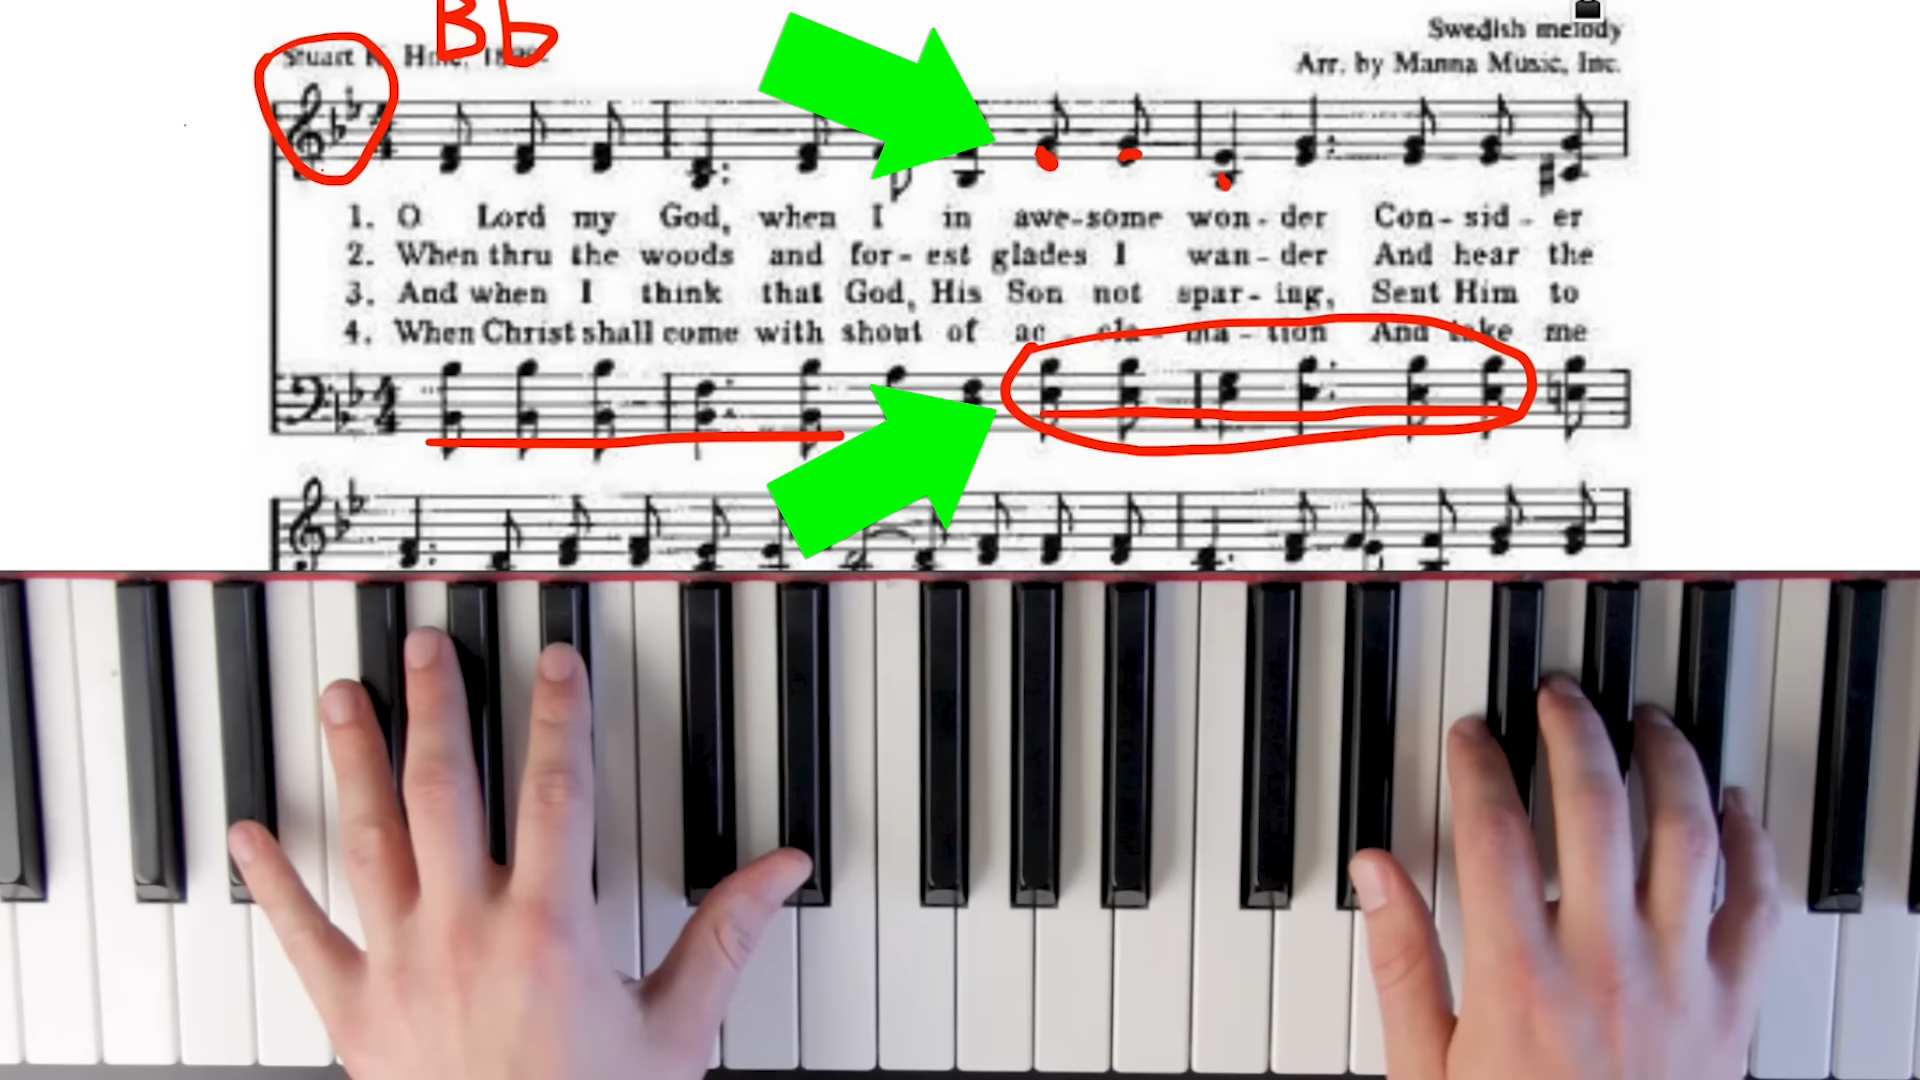 Bb
Stuart K. Hine, 1899-
Swedish melody
Arr. by Manna Music, Inc.
1. O Lord my God, when I in awe-some won - der Con - sid - er
2. When thru the woods and for - est glades I wan - der And hear the
3. And when I think that God, His Son not spar - ing, Sent Him to
4. When Christ shall come with shout of ac - cla - ma - tion And take me